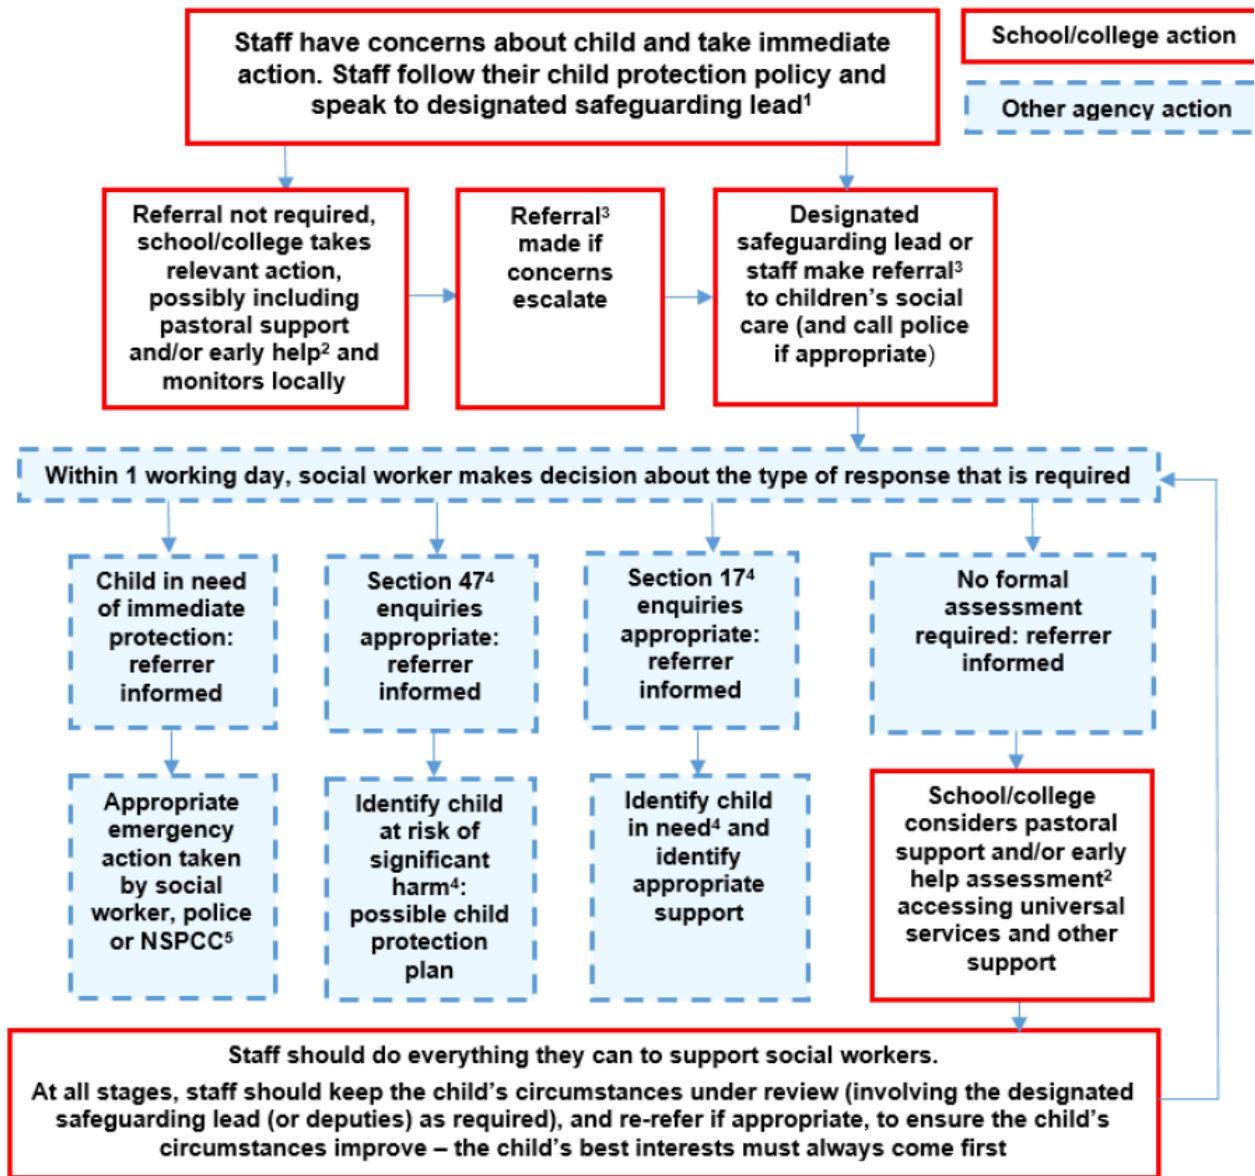 Staff have concerns about child and take immediate
action. Staff follow their child protection policy and
speak to designated safeguarding lead¹
School/college action
Other agency action
Referral not required,
school/college takes
relevant action,
possibly including
pastoral support
and/or early help² and
monitors locally
Referral³
made if
concerns
escalate
Designated
safeguarding lead or
staff make referral³
to children’s social
care (and call police
if appropriate)
Within 1 working day, social worker makes decision about the type of response that is required
Child in need
of immediate
protection:
referrer
informed
Section 47⁴
enquiries
appropriate:
referrer
informed
Section 17⁴
enquiries
appropriate:
referrer
informed
No formal
assessment
required: referrer
informed
Appropriate
emergency
action taken
by social
worker, police
or NSPCC⁵
Identify child
at risk of
significant
harm⁴:
possible child
protection
plan
Identify child
in need⁴ and
identify
appropriate
support
School/college
considers pastoral
support and/or early
help assessment²
accessing universal
services and other
support
Staff should do everything they can to support social workers.
At all stages, staff should keep the child’s circumstances under review (involving the designated
safeguarding lead (or deputies) as required), and re-refer if appropriate, to ensure the child’s
circumstances improve – the child’s best interests must always come first